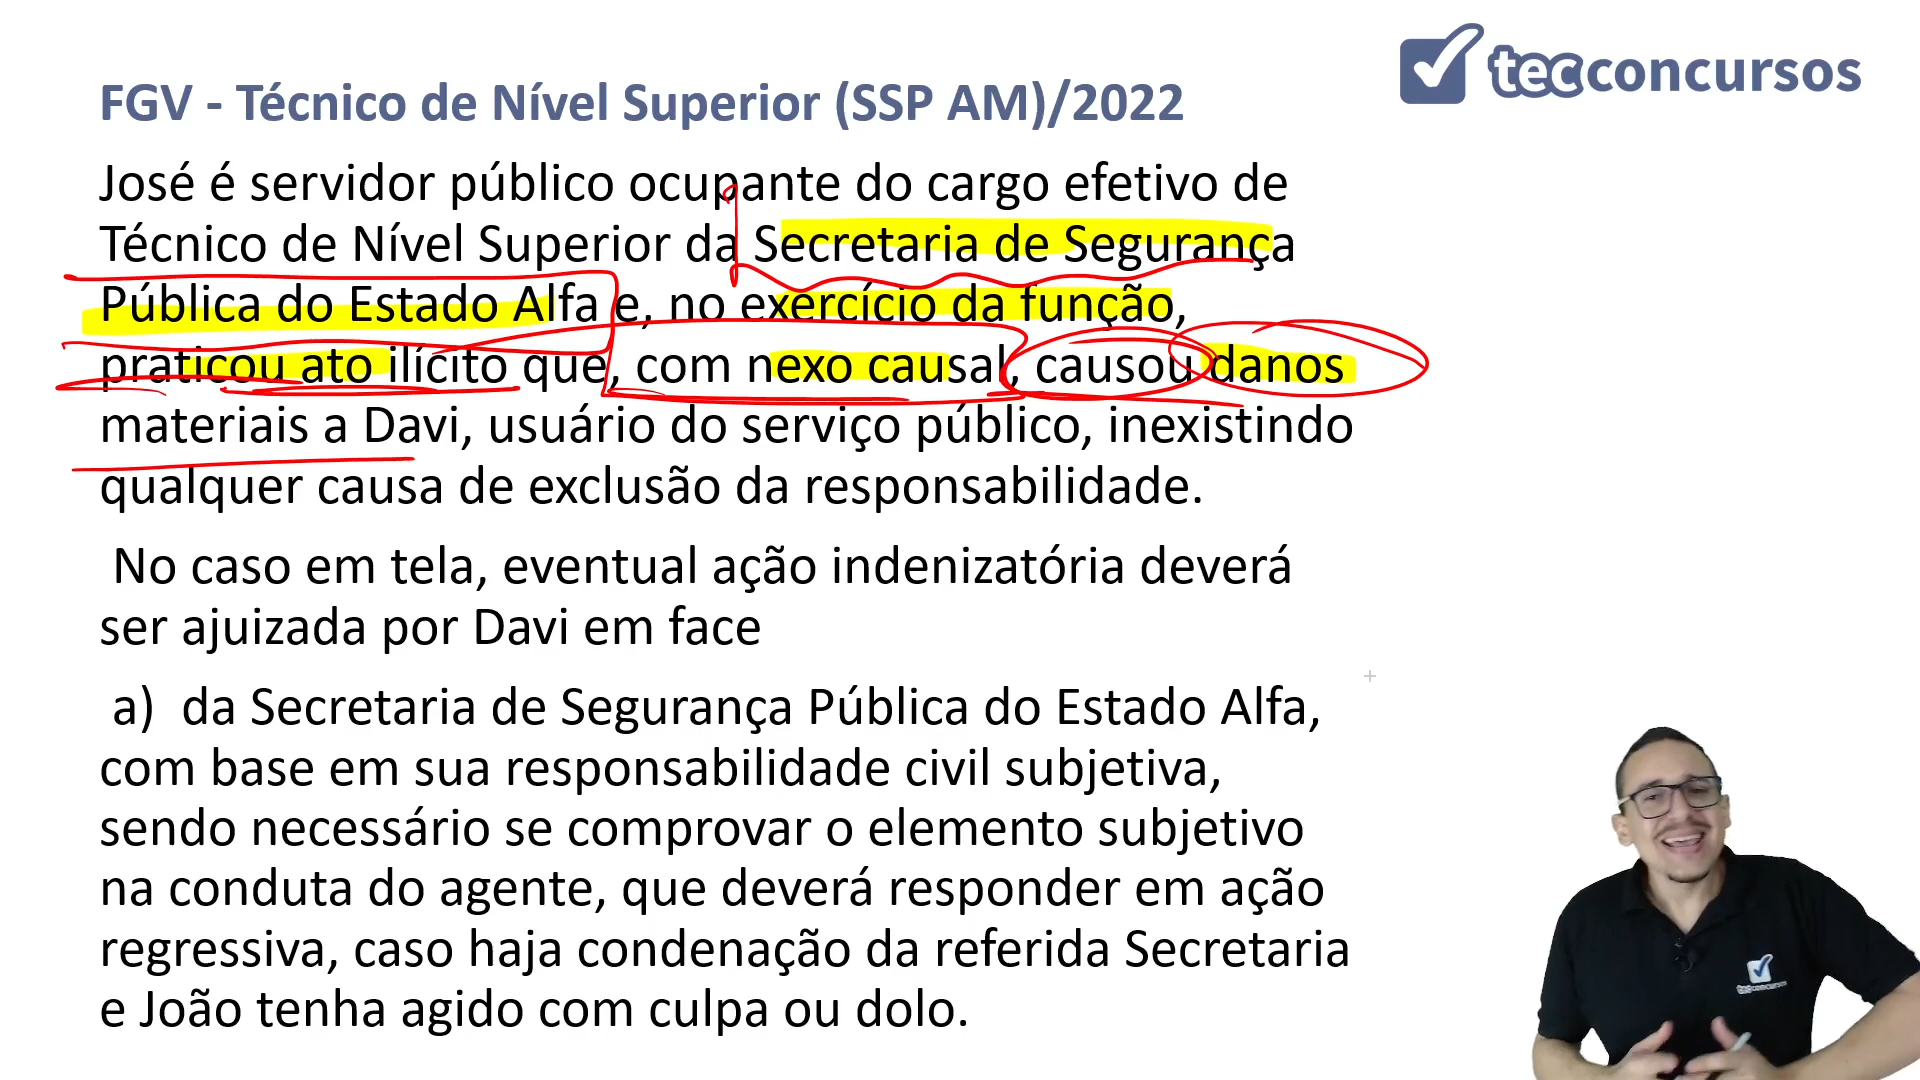 tecconcursos
FGV - Técnico de Nível Superior (SSP AM)/2022
José é servidor público ocupante do cargo efetivo de
Técnico de Nível Superior da Secretaria de Segurança
Pública do Estado Alfa e, no exercício da função,
praticou ato ilícito que, com nexo causal, causou danos
materiais a Davi, usuário do serviço público, inexistindo
qualquer causa de exclusão da responsabilidade.
No caso em tela, eventual ação indenizatória deverá
ser ajuizada por Davi em face
a) da Secretaria de Segurança Pública do Estado Alfa,
com base em sua responsabilidade civil subjetiva,
sendo necessário se comprovar o elemento subjetivo
na conduta do agente, que deverá responder em ação
regressiva, caso haja condenação da referida Secretaria
e João tenha agido com culpa ou dolo.
tecconcursos